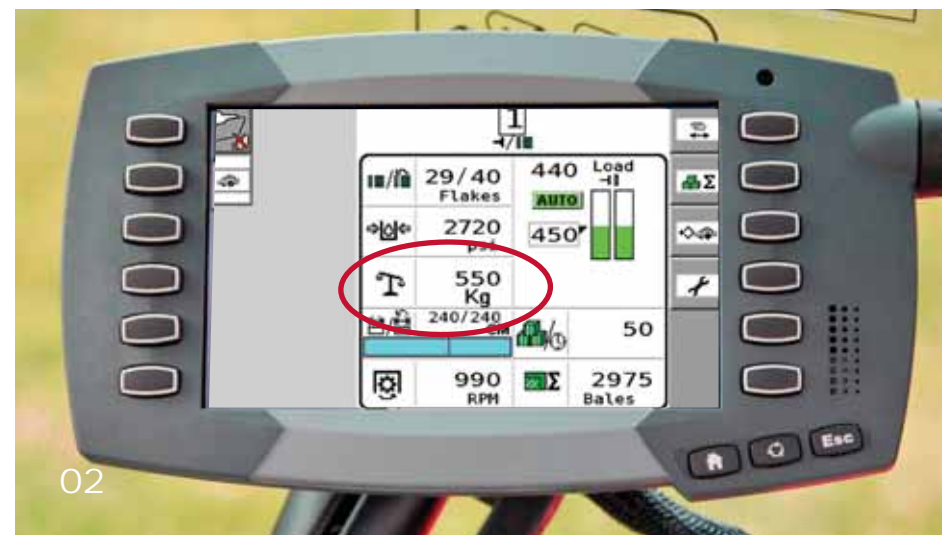 1
29/40
Flakes
440
Load
AUTO
2720
psi
450
550
Kg
240/240
cm
50
Σ
990
RPM
Σ
2975
Bales
Esc
02